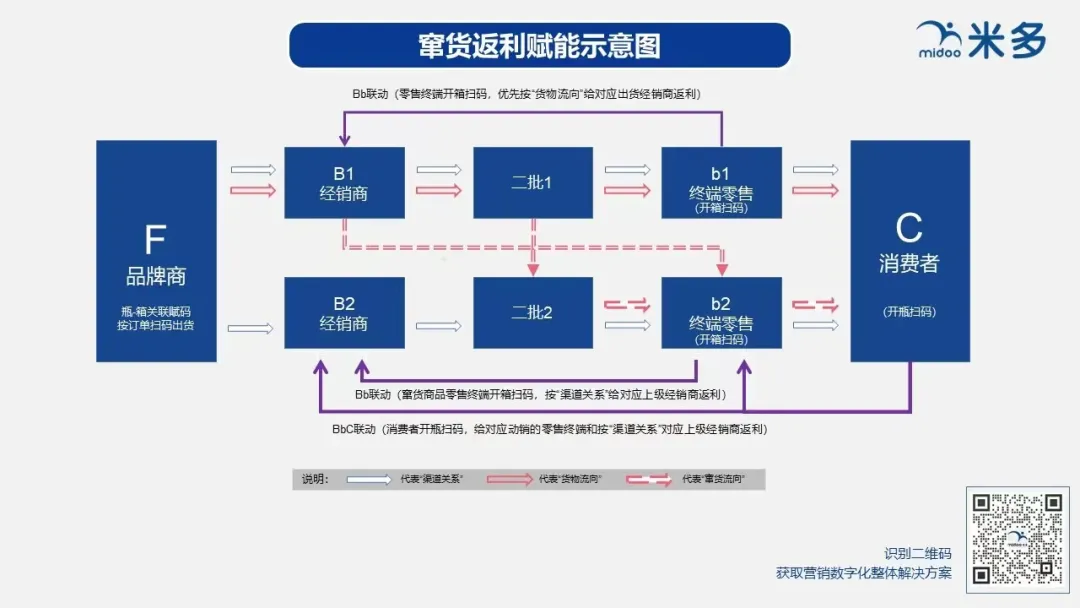 窜货返利赋能示意图
midoo 米多
Bb联动（零售终端开箱扫码，优先按“货物流向”给对应出货经销商返利）
F
品牌商
瓶-箱关联赋码
按订单扫码出货
B1
经销商
二批1
b1
终端零售
(开箱扫码)
C
消费者
(开瓶扫码)
B2
经销商
二批2
b2
终端零售
(开箱扫码)
Bb联动（窜货商品零售终端开箱扫码，按“渠道关系”给对应上级经销商返利）
BbC联动（消费者开瓶扫码，给对应动销的零售终端和按“渠道关系”对应上级经销商返利）
说明： 代表“渠道关系” 代表“货物流向” 代表“窜货流向”
识别二维码
获取营销数字化整体解决方案